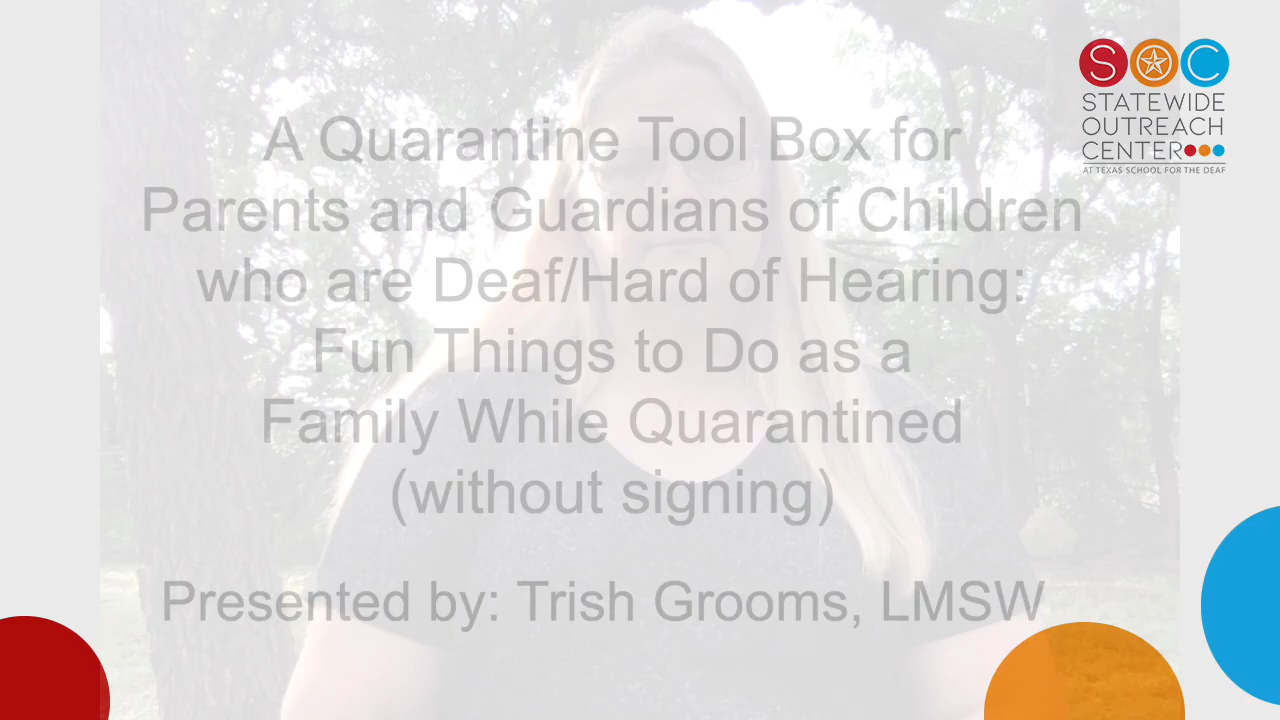 A Quarantine Tool Box for
Parents and Guardians of Children
who are Deaf/Hard of Hearing:
Fun Things to Do as a
Family While Quarantined
(without signing)
Presented by: Trish Grooms, LMSW
SOC
STATEWIDE
OUTREACH
CENTER
AT TEXAS SCHOOL FOR THE DEAF